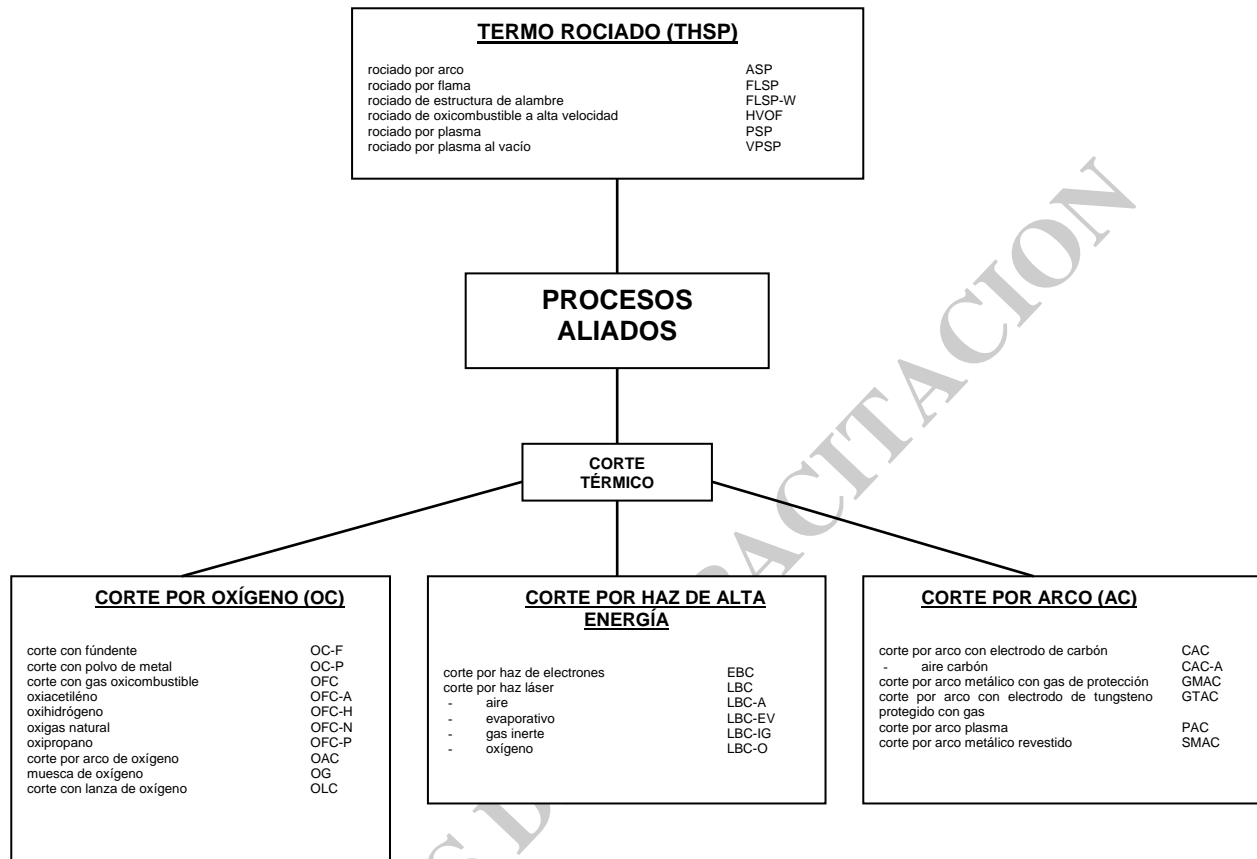 TERMO ROCIADO (THSP)
rociado por arco ASP
rociado por flama FLSP
rociado de estructura de alambre FLSP-W
rociado de oxicombustible a alta velocidad HVOF
rociado por plasma PSP
rociado por plasma al vacío VPSP
PROCESOS
ALIADOS
CORTE
TÉRMICO
CORTE POR OXÍGENO (OC)
corte con fúndente OC-F
corte con polvo de metal OC-P
corte con gas oxicombustible OFC
oxiacetiléno OFC-A
oxihidrógeno OFC-H
oxigas natural OFC-N
oxipropano OFC-P
corte por arco de oxígeno OAC
muesca de oxígeno OG
corte con lanza de oxígeno OLC
CORTE POR HAZ DE ALTA
ENERGÍA
corte por haz de electrones EBC
corte por haz láser LBC
- aire LBC-A
- evaporativo LBC-EV
- gas inerte LBC-IG
- oxígeno LBC-O
CORTE POR ARCO (AC)
corte por arco con electrodo de carbón CAC
- aire carbón CAC-A
corte por arco metálico con gas de protección GMAC
corte por arco con electrodo de tungsteno GTAC
protegido con gas
corte por arco plasma PAC
corte por arco metálico revestido SMAC